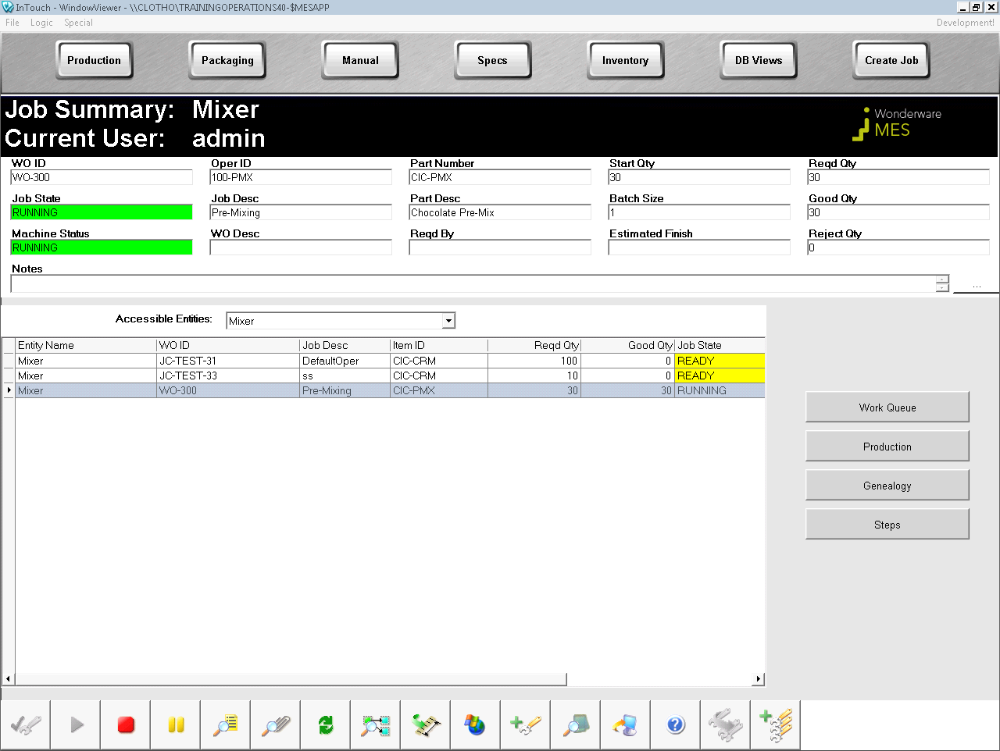 InTouch - WindowViewer - \\CLOTHO\TRAININGOPERATIONS40-$MESAPP
File Logic Special Development!
Production Packaging Manual Specs Inventory DB Views Create Job
Job Summary: Mixer
Current User: admin
Wonderware
MES
WO ID Oper ID Part Number Start Qty Reqd Qty
WO-300 100-PMX CIC-PMX 30 30
Job State Job Desc Part Desc Batch Size Good Qty
RUNNING Pre-Mixing Chocolate Pre-Mix 1 30
Machine Status WO Desc Reqd By Estimated Finish Reject Qty
RUNNING 0
Notes
...
Accessible Entities: Mixer
Entity Name WO ID Job Desc Item ID Reqd Qty Good Qty Job State
Mixer JC-TEST-31 DefaultOper CIC-CRM 100 0 READY
Mixer JC-TEST-33 ss CIC-CRM 10 0 READY
Mixer WO-300 Pre-Mixing CIC-PMX 30 30 RUNNING
Work Queue
Production
Genealogy
Steps